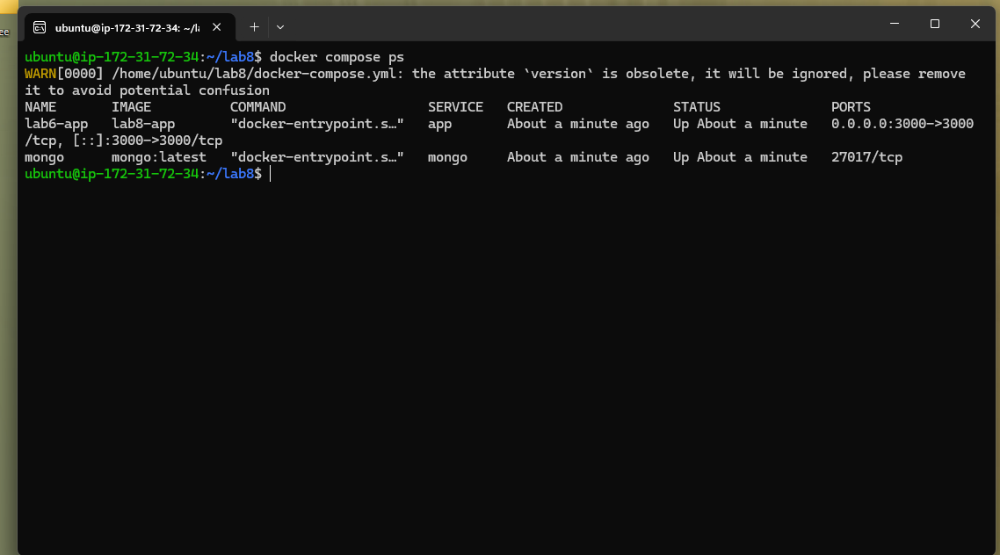 ee
ubuntu@ip-172-31-72-34: ~/la
ubuntu@ip-172-31-72-34:~/lab8$ docker compose ps
WARN[0000] /home/ubuntu/lab8/docker-compose.yml: the attribute `version` is obsolete, it will be ignored, please remove
it to avoid potential confusion
NAME IMAGE COMMAND SERVICE CREATED STATUS PORTS
lab6-app lab8-app "docker-entrypoint.s…" app About a minute ago Up About a minute 0.0.0.0:3000->3000
/tcp, [::]:3000->3000/tcp
mongo mongo:latest "docker-entrypoint.s…" mongo About a minute ago Up About a minute 27017/tcp
ubuntu@ip-172-31-72-34:~/lab8$